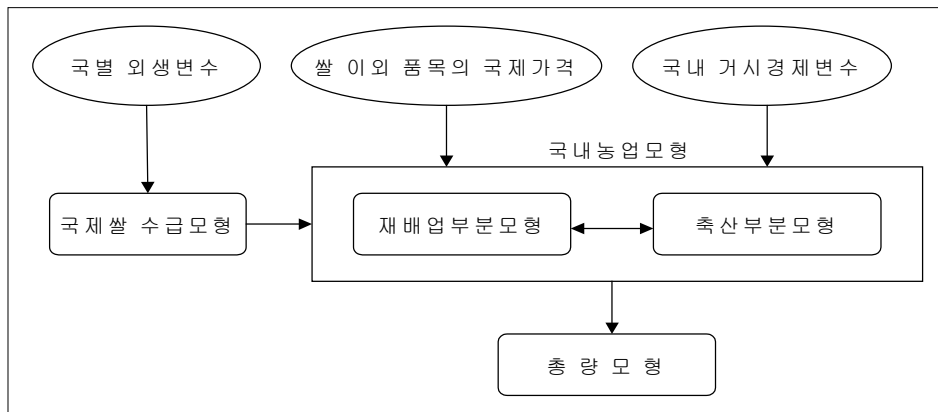 국별 외생변수
쌀 이외 품목의 국제가격
국내 거시경제변수
국내농업모형
국제쌀 수급모형
재배업부분모형
축산부분모형
총 량 모 형